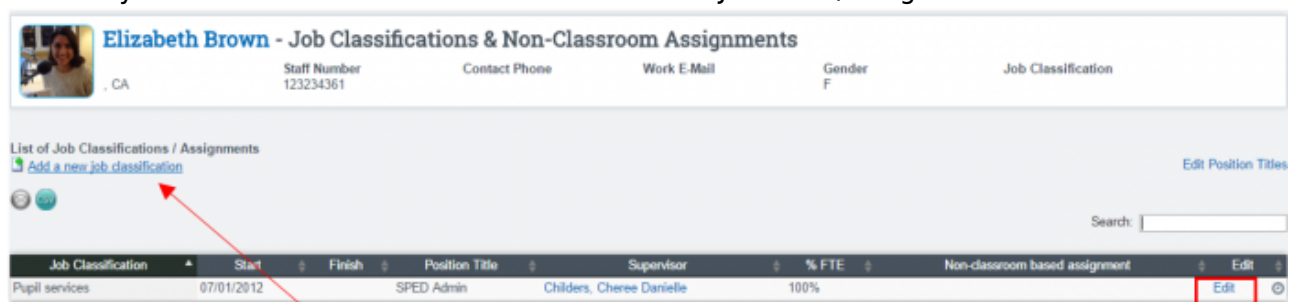 Elizabeth Brown - Job Classifications & Non-Classroom Assignments
Staff Number Contact Phone Work E-Mail Gender Job Classification
, CA 123234361 F
List of Job Classifications / Assignments
Add a new job classification Edit Position Titles
CSV
Search:
Job Classification Start Finish Position Title Supervisor % FTE Non-classroom based assignment Edit
Pupil services 07/01/2012 SPED Admin Childers, Cheree Danielle 100% Edit